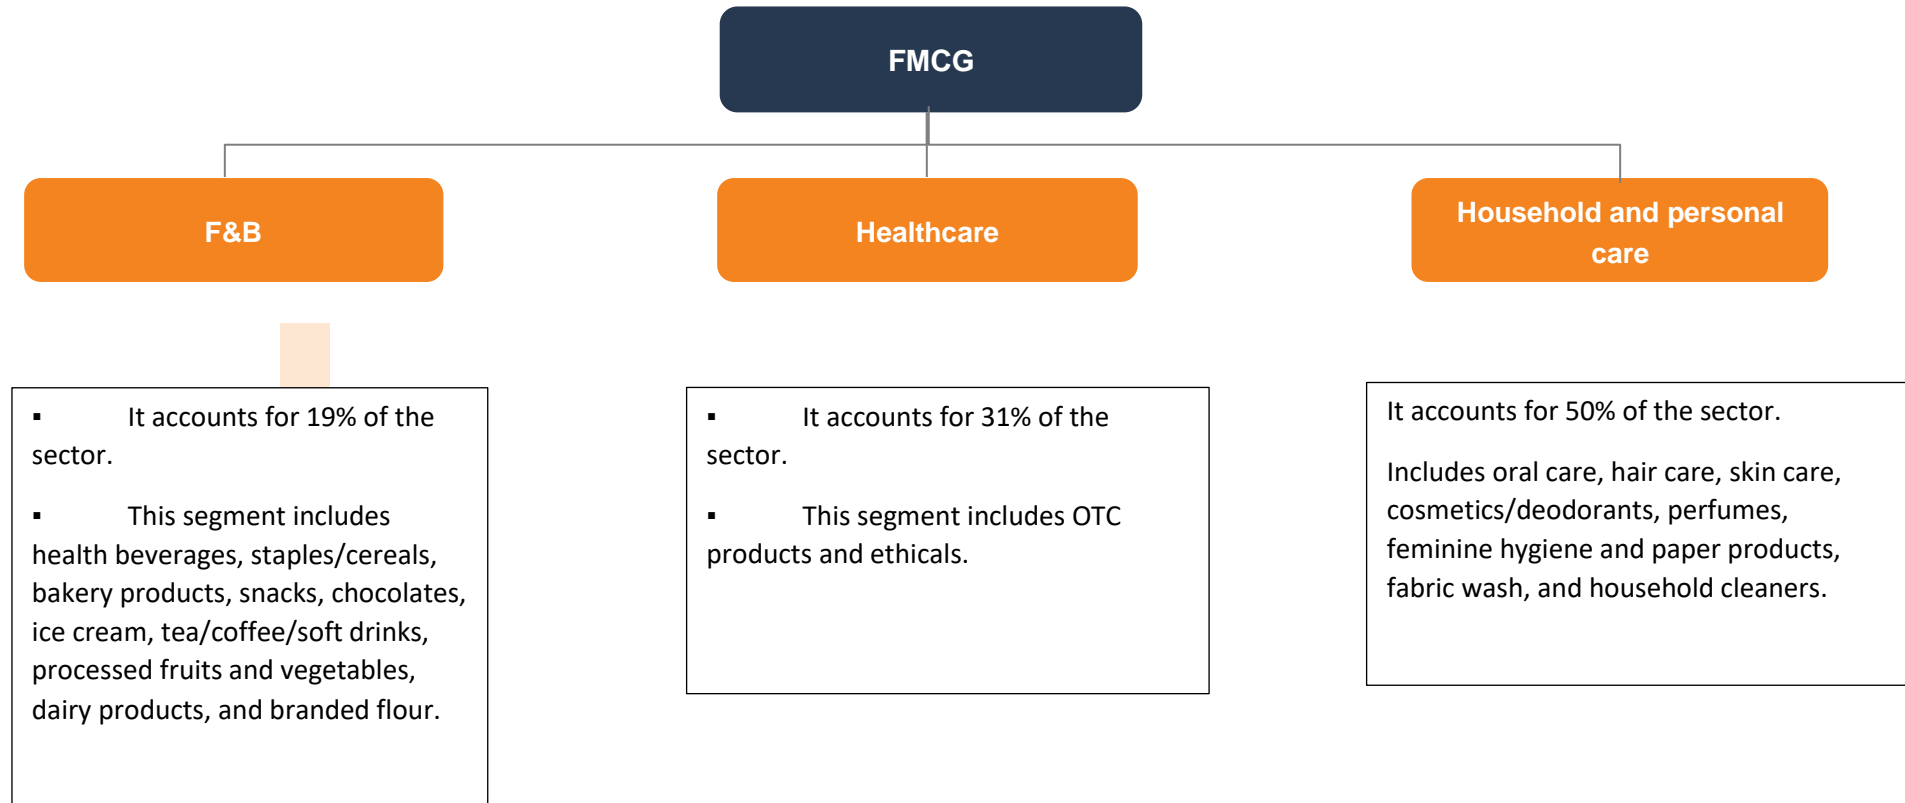 FMCG
F&B
Healthcare
Household and personal
care
▪ It accounts for 19% of the
sector.
▪ This segment includes
health beverages, staples/cereals,
bakery products, snacks, chocolates,
ice cream, tea/coffee/soft drinks,
processed fruits and vegetables,
dairy products, and branded flour.
▪ It accounts for 31% of the
sector.
▪ This segment includes OTC
products and ethicals.
It accounts for 50% of the sector.
Includes oral care, hair care, skin care,
cosmetics/deodorants, perfumes,
feminine hygiene and paper products,
fabric wash, and household cleaners.